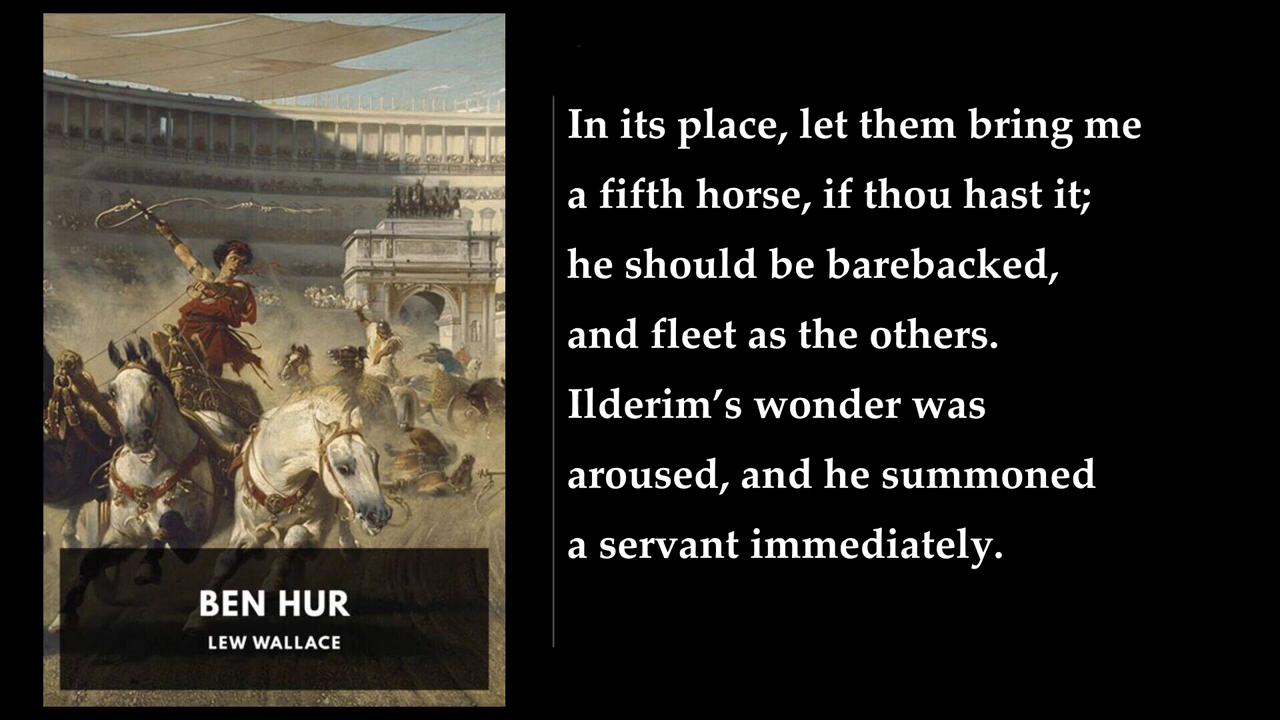 BEN HUR
LEW WALLACE
In its place, let them bring me
a fifth horse, if thou hast it;
he should be barebacked,
and fleet as the others.
Ilderim’s wonder was
aroused, and he summoned
a servant immediately.